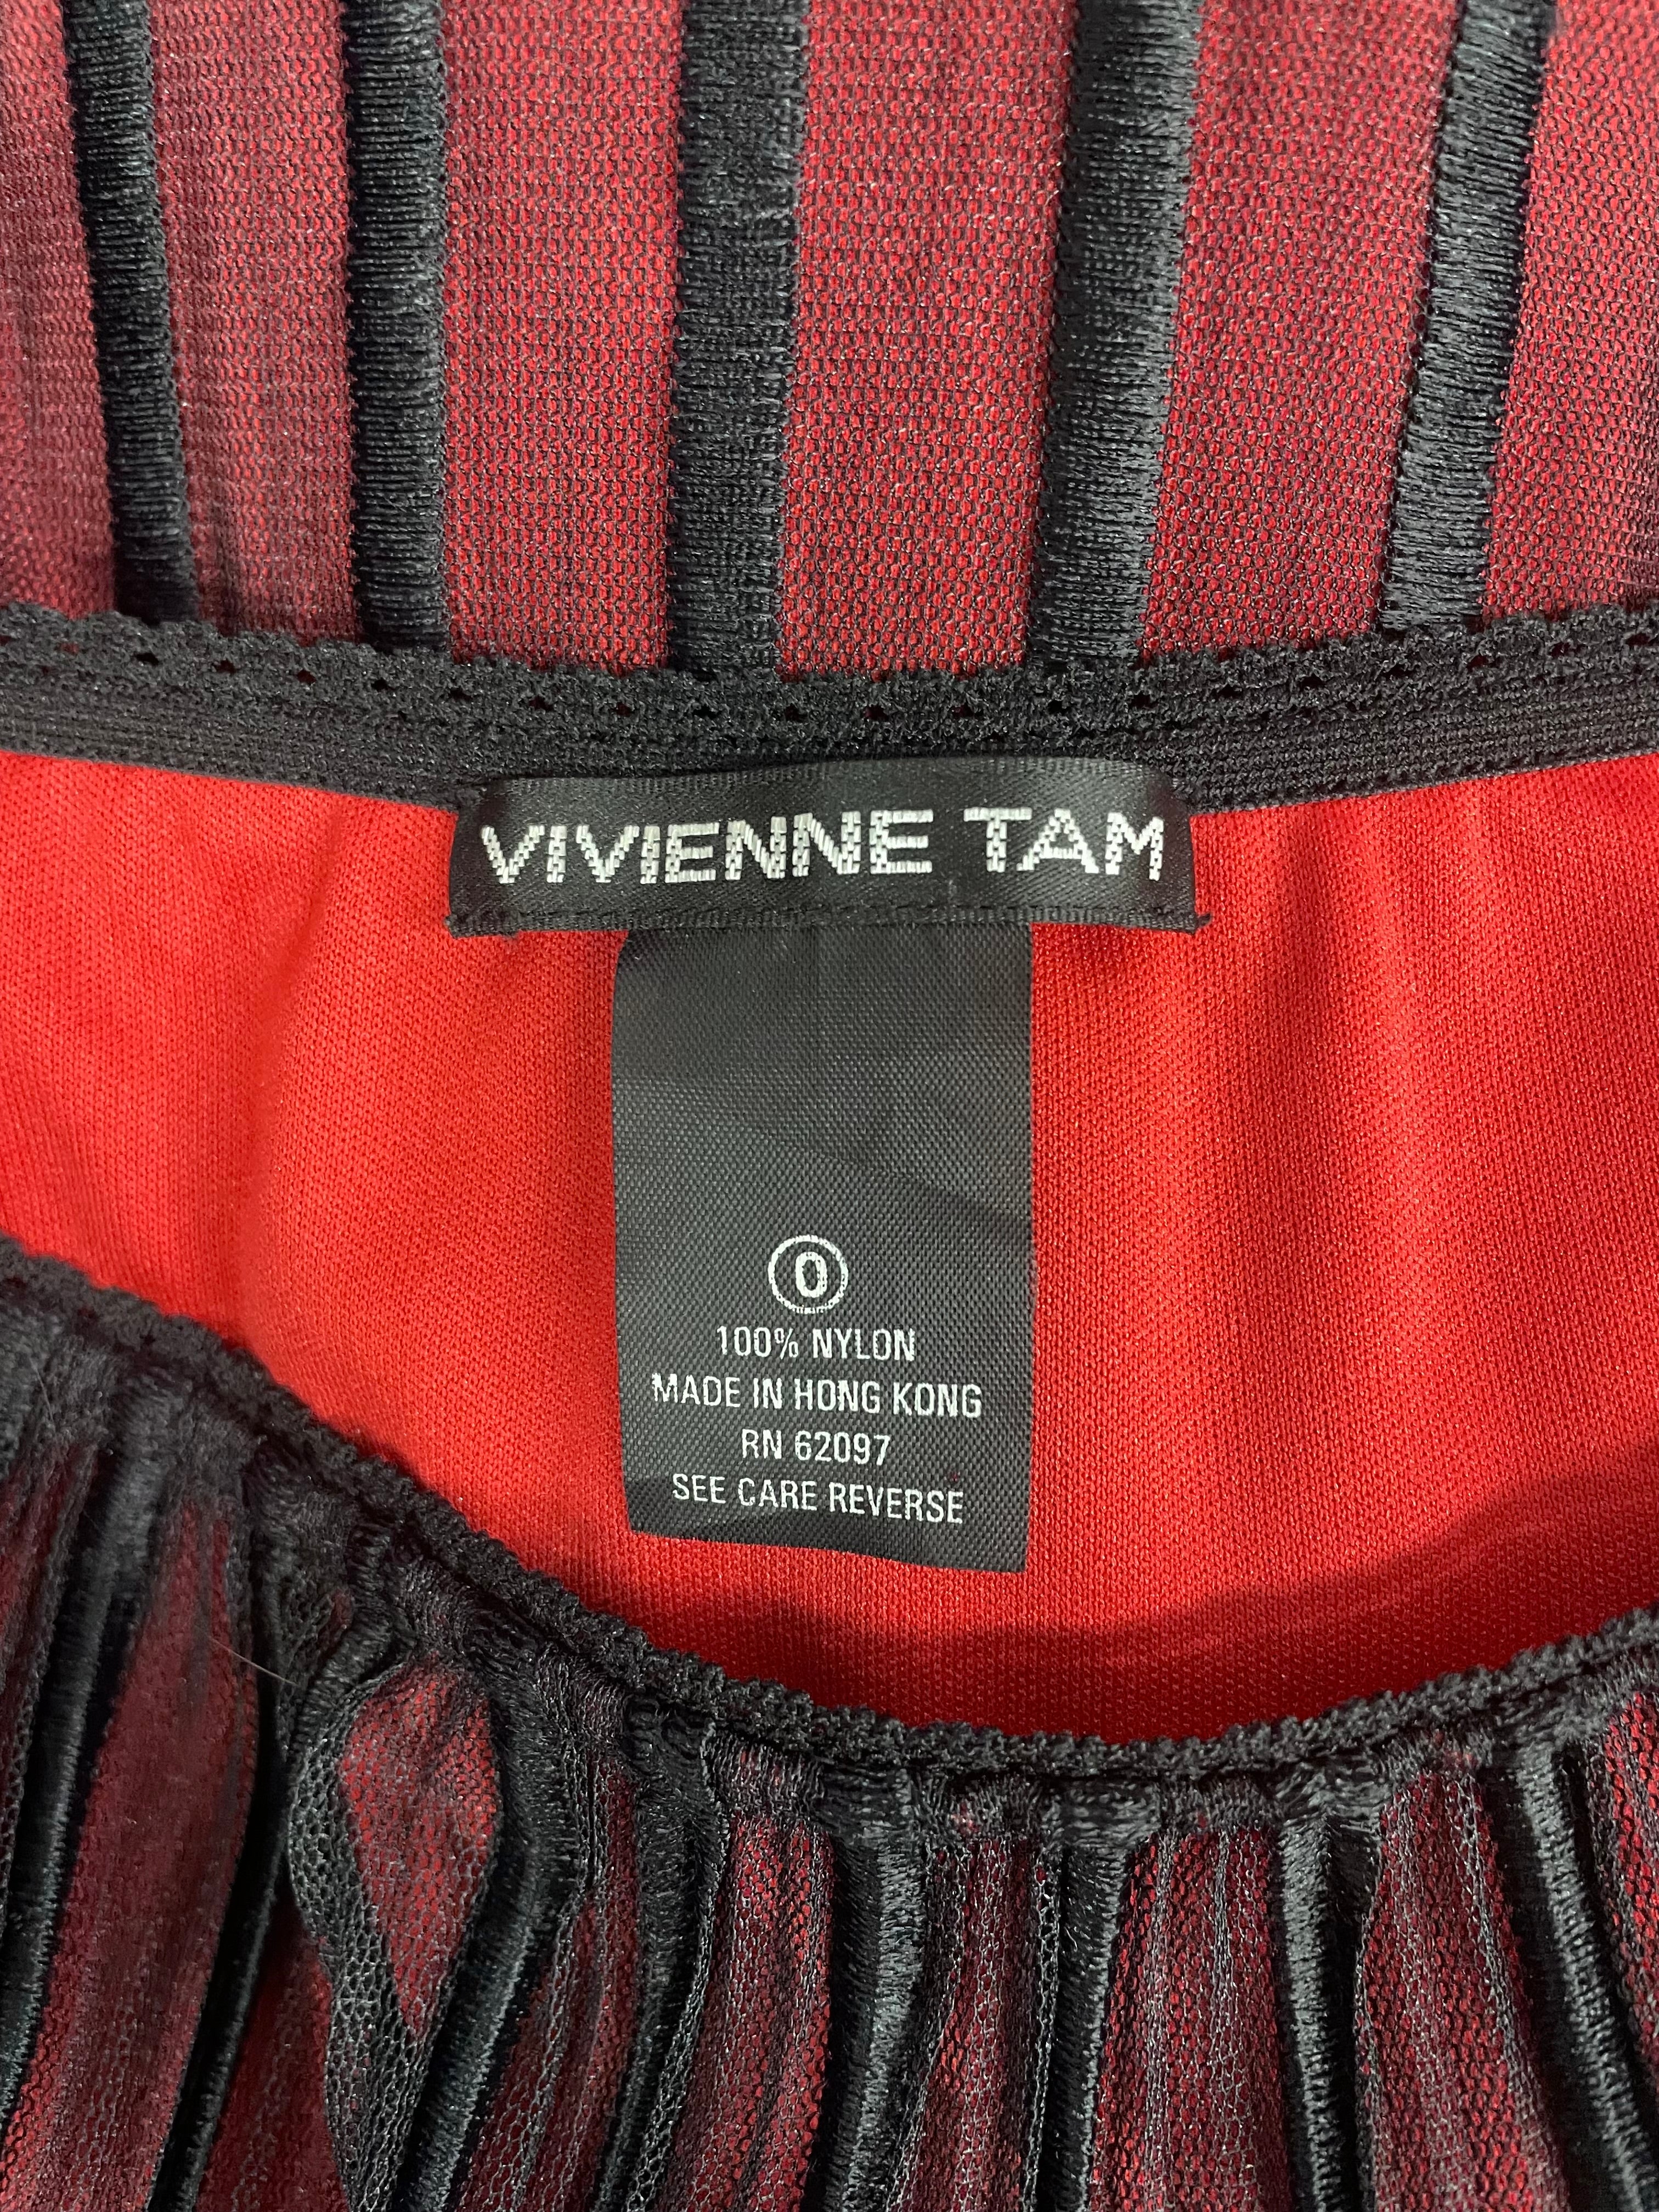 VIVIENNE TAM
0
100% NYLON
MADE IN HONG KONG
RN 62097
SEE CARE REVERSE